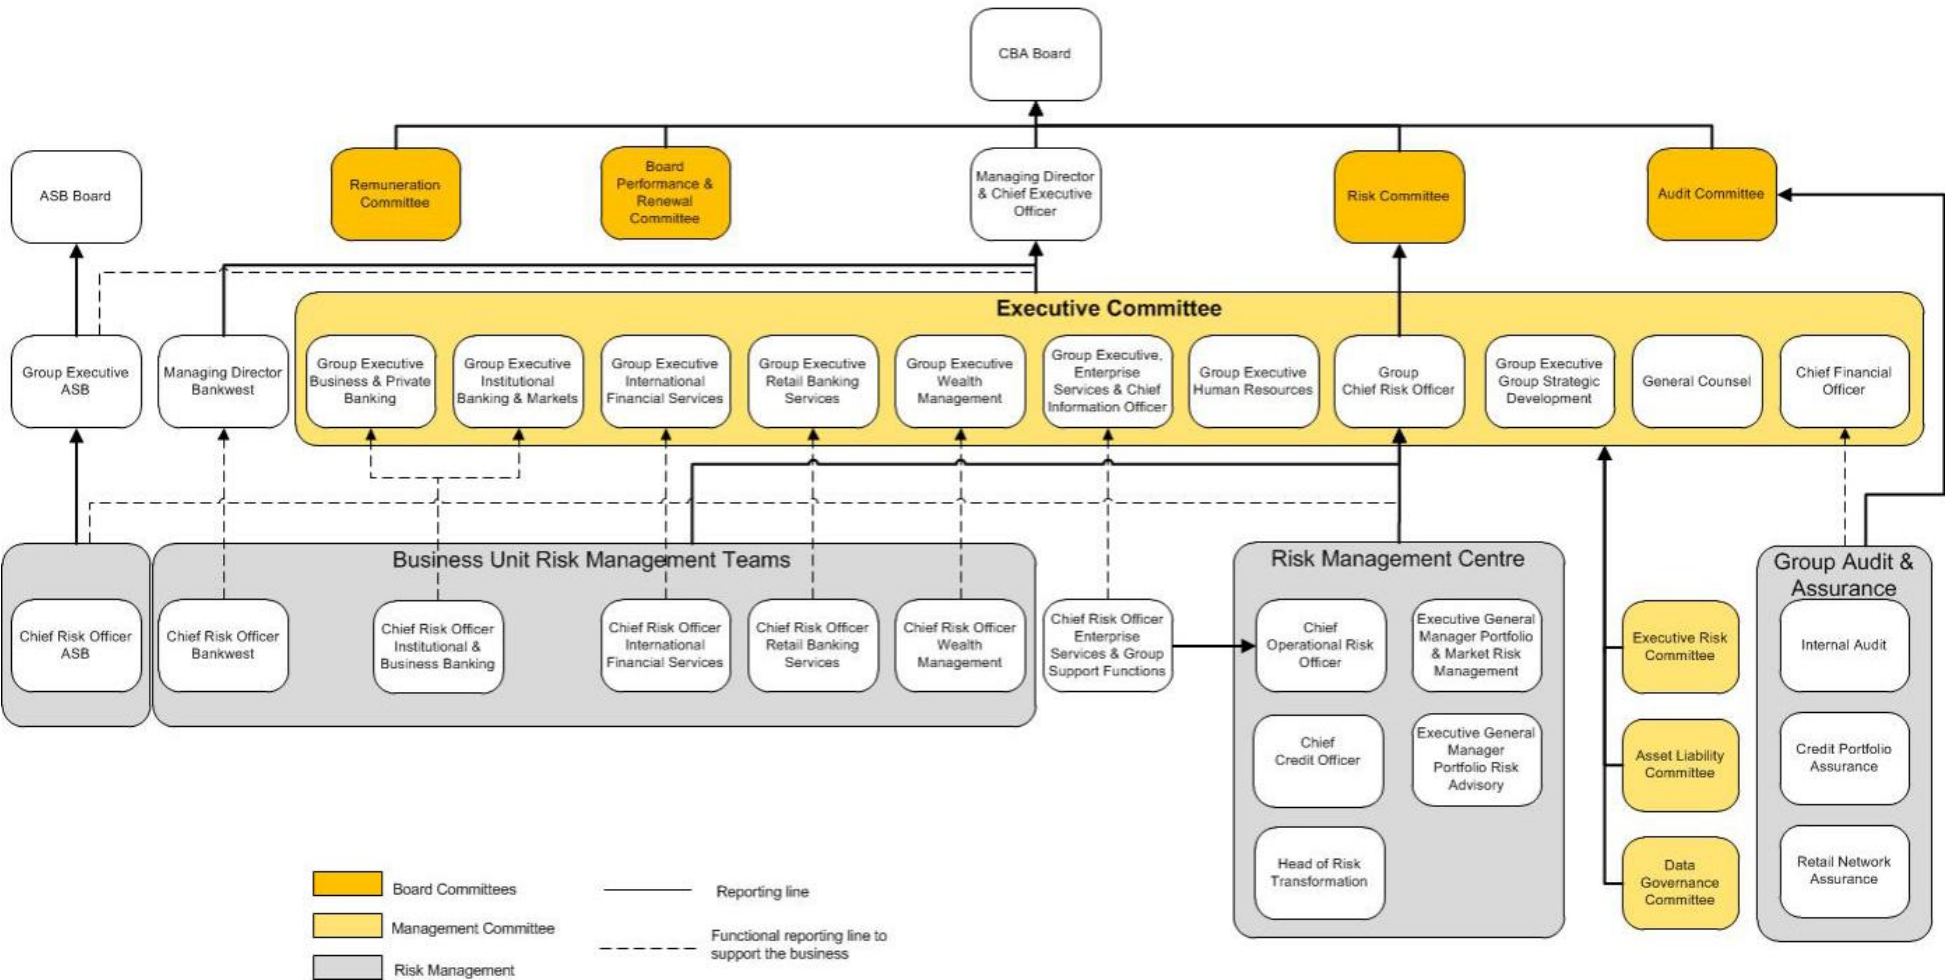 CBA Board
ASB Board
Remuneration
Committee
Board
Performance &
Renewal
Committee
Managing Director
& Chief Executive
Officer
Risk Committee
Audit Committee
Executive Committee
Group Executive
ASB
Managing Director
Bankwest
Group Executive
Business & Private
Banking
Group Executive
Institutional
Banking & Markets
Group Executive
International
Financial Services
Group Executive
Retail Banking
Services
Group Executive
Wealth
Management
Group Executive,
Enterprise
Services & Chief
Information Officer
Group Executive
Human Resources
Group
Chief Risk Officer
Group Executive
Group Strategic
Development
General Counsel
Chief Financial
Officer
Business Unit Risk Management Teams
Risk Management Centre
Group Audit &
Assurance
Chief Risk Officer
ASB
Chief Risk Officer
Bankwest
Chief Risk Officer
Institutional &
Business Banking
Chief Risk Officer
International
Financial Services
Chief Risk Officer
Retail Banking
Services
Chief Risk Officer
Wealth
Management
Chief Risk Officer
Enterprise
Services & Group
Support Functions
Chief
Operational Risk
Officer
Executive General
Manager Portfolio
& Market Risk
Management
Executive Risk
Committee
Internal Audit
Chief
Credit Officer
Executive General
Manager
Portfolio Risk
Advisory
Asset Liability
Committee
Credit Portfolio
Assurance
Head of Risk
Transformation
Data
Governance
Committee
Retail Network
Assurance
Board Committees
Reporting line
Management Committee
Functional reporting line to
support the business
Risk Management